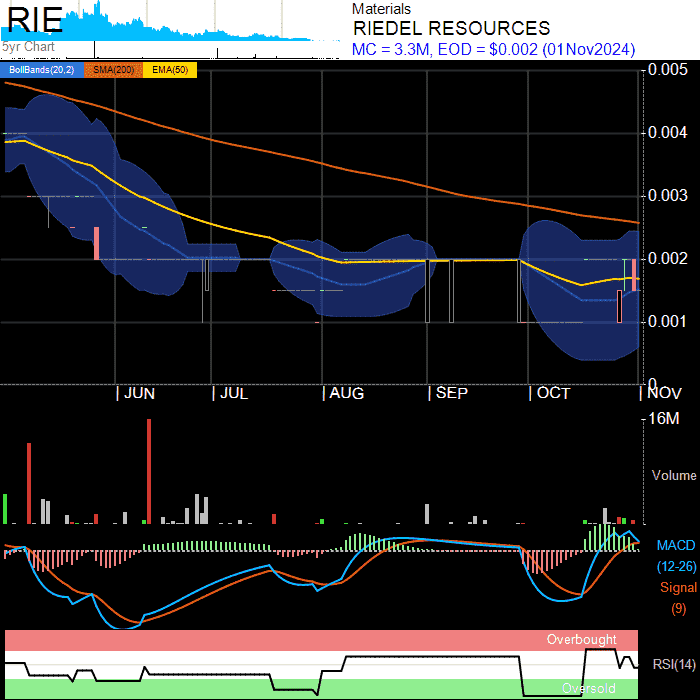 RIE
5yr Chart
Materials
RIEDEL RESOURCES
MC = 3.3M, EOD = $0.002 (01Nov2024)
BollBands(20,2) SMA(200) EMA(50)
0.005
0.004
0.003
0.002
0.001
0
JUN JUL AUG SEP OCT NOV
16M
Volume
MACD
(12-26)
Signal
(9)
Overbought
RSI(14)
Oversold